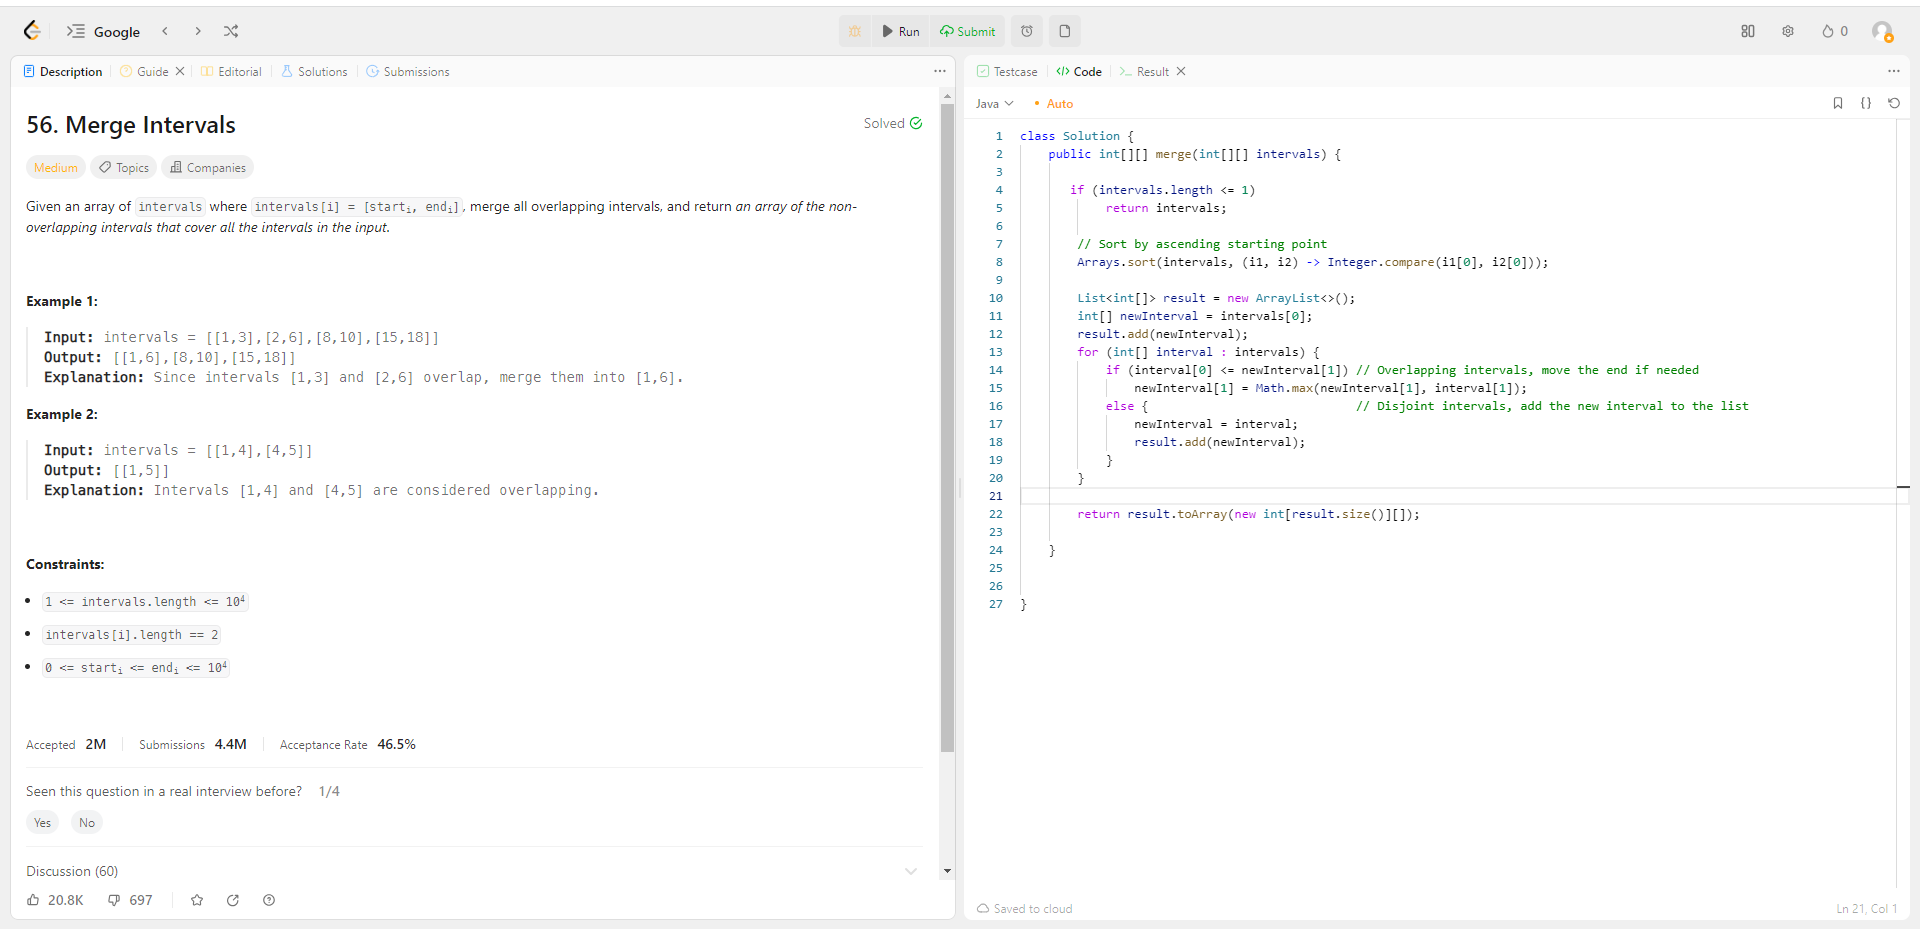 Google
Run
Submit
0
Description
Guide
Editorial
Solutions
Submissions
56. Merge Intervals
Solved
Medium
Topics
Companies
Given an array of intervals where intervals[i] = [starti, endi], merge all overlapping intervals, and return an array of the non-
overlapping intervals that cover all the intervals in the input.
Example 1:
Input: intervals = [[1,3],[2,6],[8,10],[15,18]]
Output: [[1,6],[8,10],[15,18]]
Explanation: Since intervals [1,3] and [2,6] overlap, merge them into [1,6].
Example 2:
Input: intervals = [[1,4],[4,5]]
Output: [[1,5]]
Explanation: Intervals [1,4] and [4,5] are considered overlapping.
Constraints:
• 1 <= intervals.length <= 10⁴
• intervals[i].length == 2
• 0 <= starti <= endi <= 10⁴
Accepted 2M
Submissions 4.4M
Acceptance Rate 46.5%
Seen this question in a real interview before? 1/4
Yes
No
Discussion (60)
20.8K
697
Testcase
Code
Result
Java
Auto
1 class Solution {
2     public int[][] merge(int[][] intervals) {
3
4        if (intervals.length <= 1)
5             return intervals;
6
7         // Sort by ascending starting point
8         Arrays.sort(intervals, (i1, i2) -> Integer.compare(i1[0], i2[0]));
9
10         List<int[]> result = new ArrayList<>();
11         int[] newInterval = intervals[0];
12         result.add(newInterval);
13         for (int[] interval : intervals) {
14             if (interval[0] <= newInterval[1]) // Overlapping intervals, move the end if needed
15                 newInterval[1] = Math.max(newInterval[1], interval[1]);
16             else {                             // Disjoint intervals, add the new interval to the list
17                 newInterval = interval;
18                 result.add(newInterval);
19             }
20         }
21
22         return result.toArray(new int[result.size()][]);
23
24     }
25
26
27 }
Saved to cloud
Ln 21, Col 1